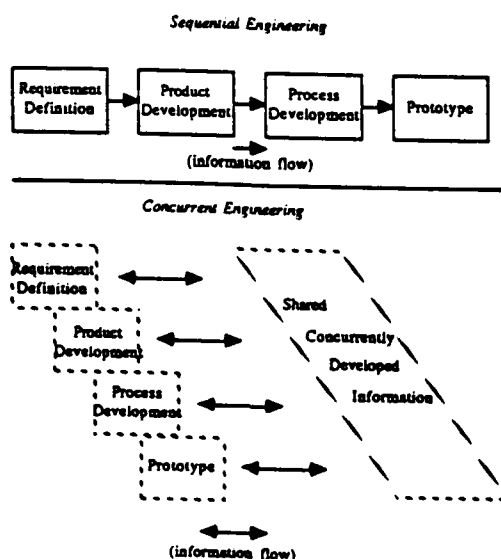 Sequential Engineering
Requirement
Definition
Product
Development
Process
Development
Prototype
(information flow)
Concurrent Engineering
Requirement
Definition
Product
Development
Process
Development
Prototype
Shared
Concurrently
Developed
Information
(information flow)